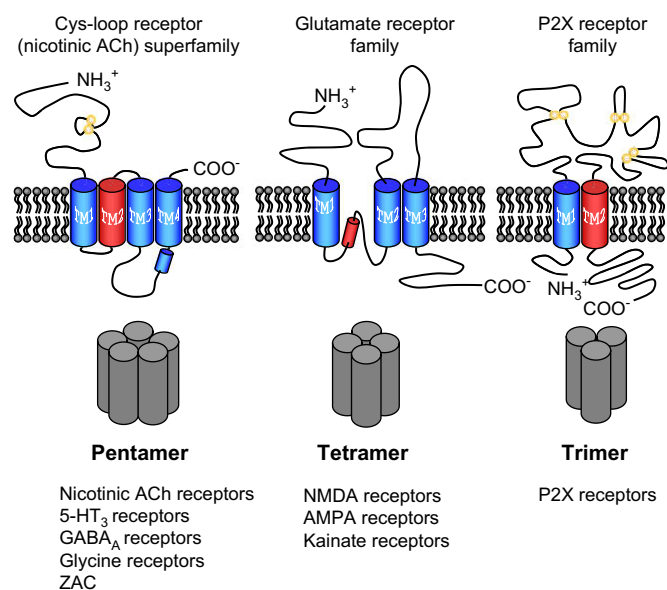 Cys-loop receptor
(nicotinic ACh) superfamily
Glutamate receptor
family
P2X receptor
family
NH₃⁺
COO⁻
TM1 TM2 TM3 TM4
NH₃⁺
TM1 TM2 TM3
COO⁻
TM1 TM2
NH₃⁺
COO⁻
Pentamer
Tetramer
Trimer
Nicotinic ACh receptors
5-HT₃ receptors
GABA_A receptors
Glycine receptors
ZAC
NMDA receptors
AMPA receptors
Kainate receptors
P2X receptors